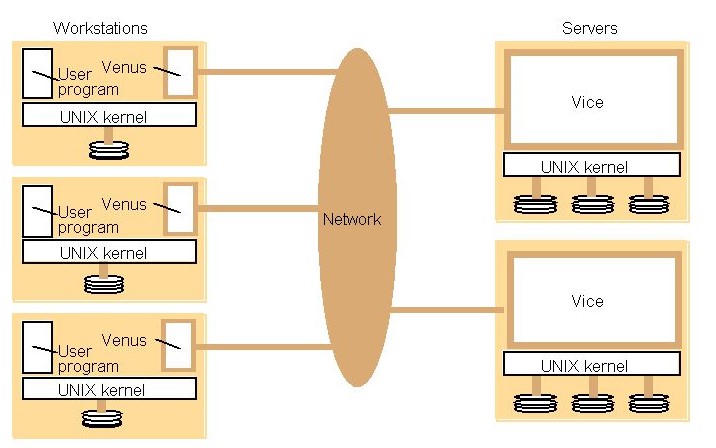 Workstations
Servers
User
program
Venus
UNIX kernel
User
program
Venus
UNIX kernel
User
program
Venus
UNIX kernel
Network
Vice
UNIX kernel
Vice
UNIX kernel